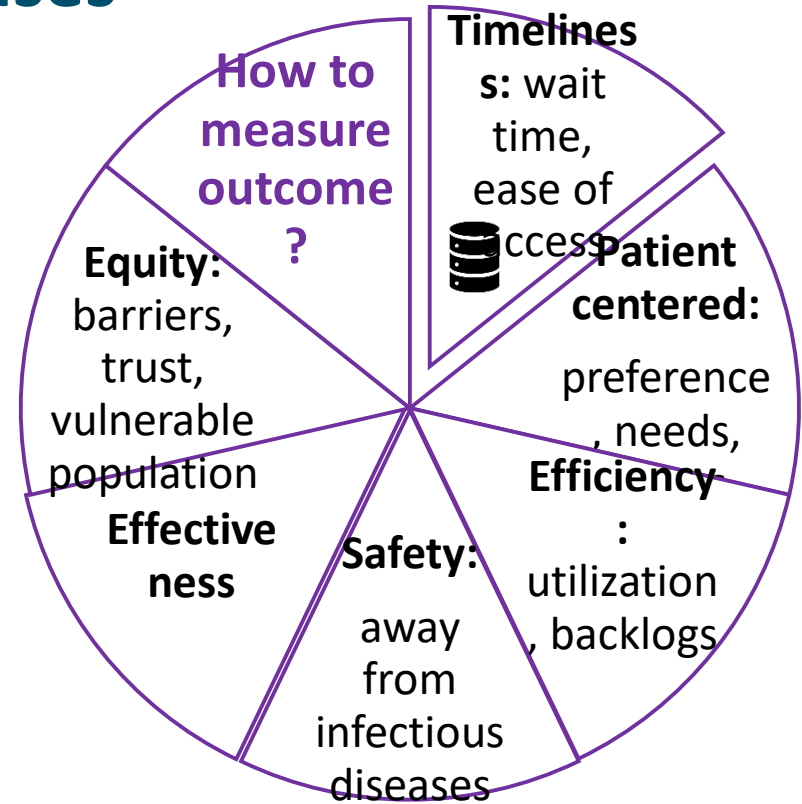 How to
measure
outcome
?
Timelines
s: wait
time,
ease of
access
Patient
centered:
preference
, needs,
Efficiency
:
utilization
, backlogs
Safety:
away
from
infectious
diseases
Effective
ness
Equity:
barriers,
trust,
vulnerable
population